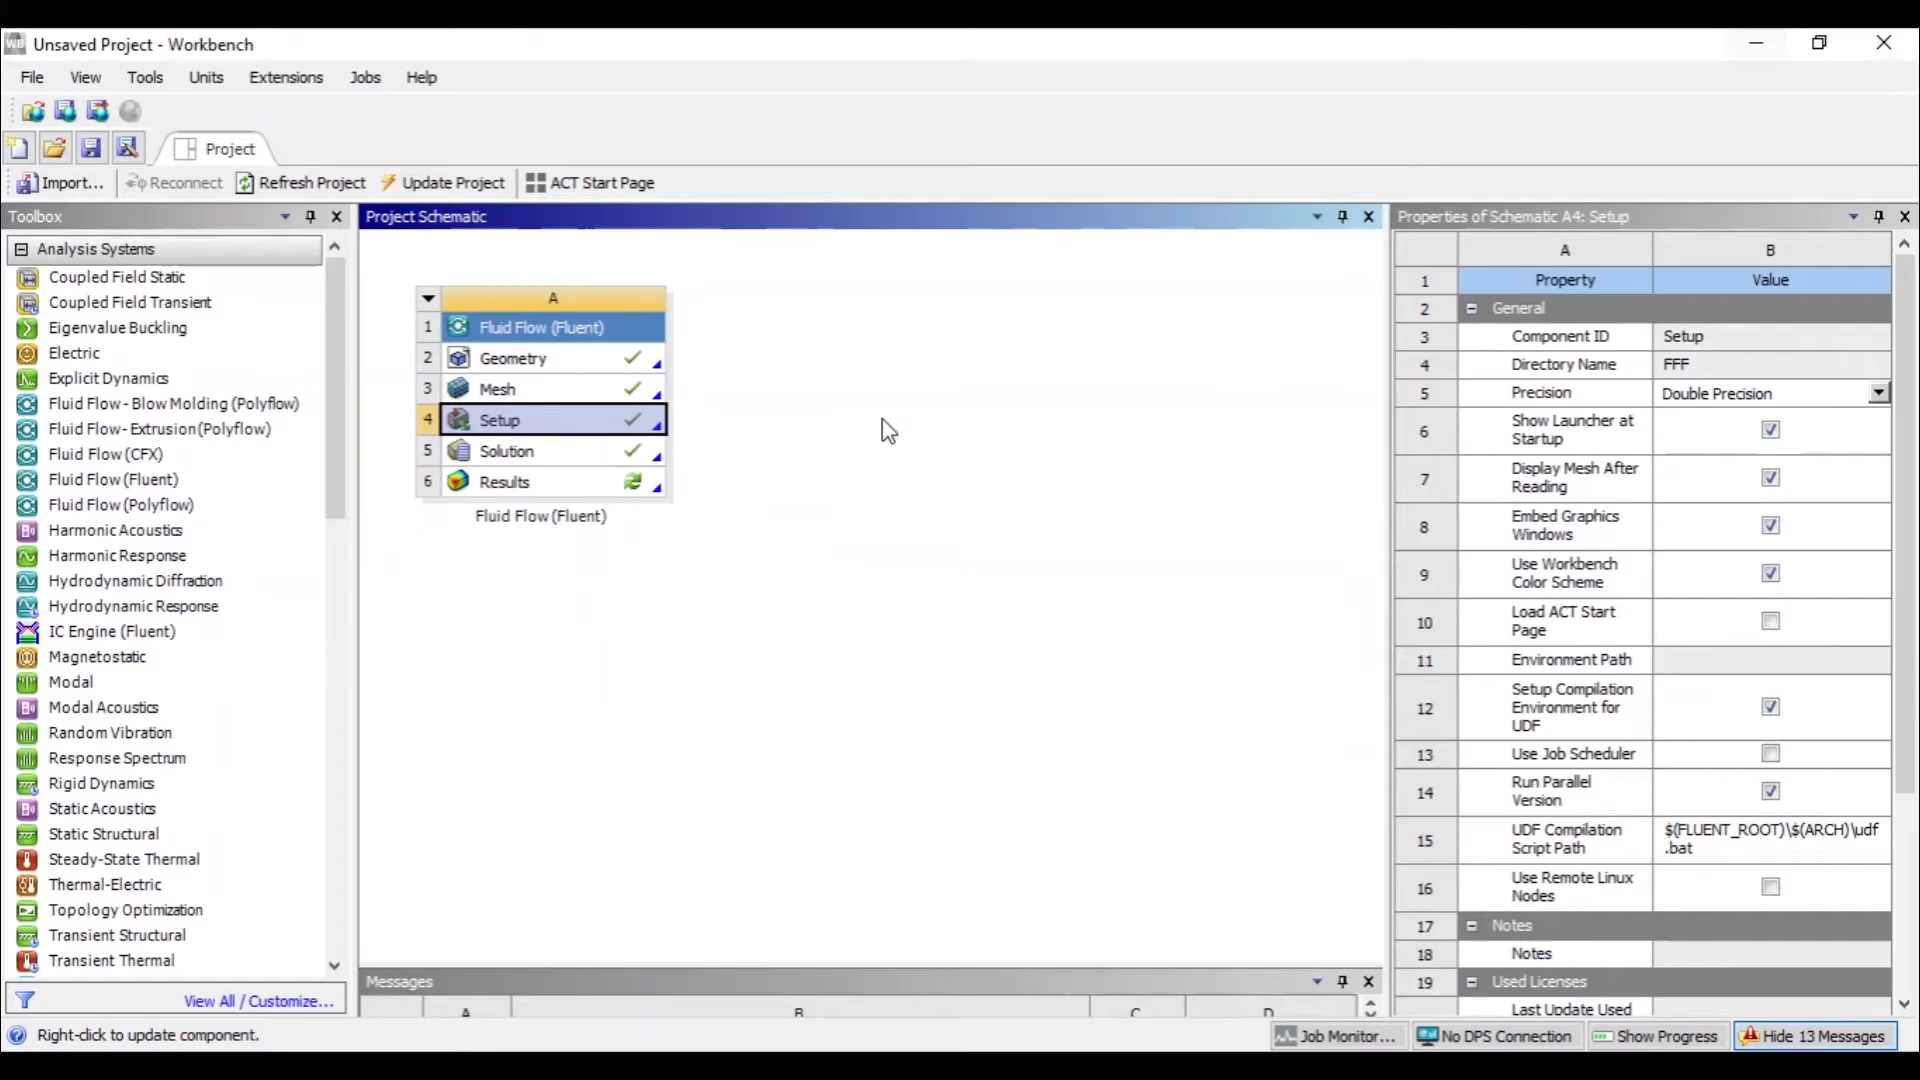 WB Unsaved Project - Workbench
File View Tools Units Extensions Jobs Help
Project
Import... Reconnect Refresh Project Update Project ACT Start Page
Toolbox
Analysis Systems
Coupled Field Static
Coupled Field Transient
Eigenvalue Buckling
Electric
Explicit Dynamics
Fluid Flow - Blow Molding (Polyflow)
Fluid Flow- Extrusion (Polyflow)
Fluid Flow (CFX)
Fluid Flow (Fluent)
Fluid Flow (Polyflow)
Harmonic Acoustics
Harmonic Response
Hydrodynamic Diffraction
Hydrodynamic Response
IC Engine (Fluent)
Magnetostatic
Modal
Modal Acoustics
Random Vibration
Response Spectrum
Rigid Dynamics
Static Acoustics
Static Structural
Steady-State Thermal
Thermal-Electric
Topology Optimization
Transient Structural
Transient Thermal
View All / Customize...
Project Schematic
A
1 Fluid Flow (Fluent)
2 Geometry
3 Mesh
4 Setup
5 Solution
6 Results
Fluid Flow (Fluent)
Messages
A B C D
Properties of Schematic A4: Setup
A B
1 Property Value
2 General
3 Component ID Setup
4 Directory Name FFF
5 Precision Double Precision
6 Show Launcher at
Startup
7 Display Mesh After
Reading
8 Embed Graphics
Windows
9 Use Workbench
Color Scheme
10 Load ACT Start
Page
11 Environment Path
12 Setup Compilation
Environment for
UDF
13 Use Job Scheduler
14 Run Parallel
Version
15 UDF Compilation
Script Path
$(FLUENT_ROOT)\$(ARCH)\udf
.bat
16 Use Remote Linux
Nodes
17 Notes
18 Notes
19 Used Licenses
Last Update Used
Right-click to update component.
Job Monitor... No DPS Connection Show Progress Hide 13 Messages